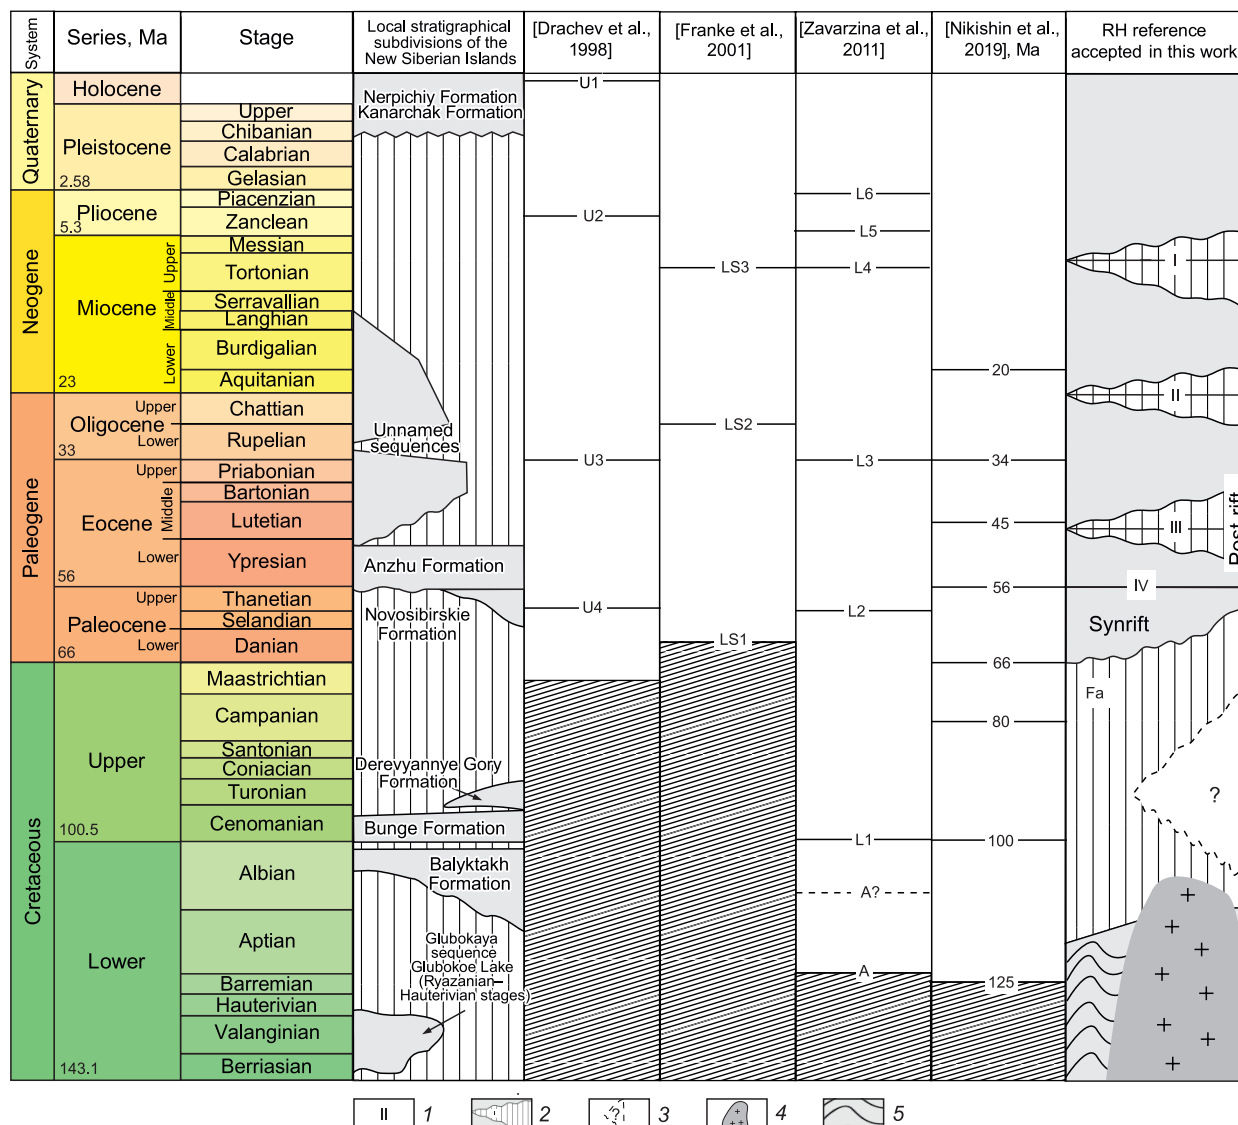 System
Series, Ma
Stage
Local stratigraphical
subdivisions of the
New Siberian Islands
[Drachev et al.,
1998]
[Franke et al.,
2001]
[Zavarzina et al.,
2011]
[Nikishin et al.,
2019], Ma
RH reference
accepted in this work
Quaternary
Neogene
Paleogene
Cretaceous
Holocene
Pleistocene
2.58
Pliocene
5.3
Miocene
Upper
Middle
Lower
23
Upper
Oligocene
Lower
33
Upper
Middle
Eocene
Lower
56
Upper
Paleocene
Lower
66
Upper
100.5
Lower
143.1
Upper
Chibanian
Calabrian
Gelasian
Piacenzian
Zanclean
Messian
Tortonian
Serravallian
Langhian
Burdigalian
Aquitanian
Chattian
Rupelian
Priabonian
Bartonian
Lutetian
Ypresian
Thanetian
Selandian
Danian
Maastrichtian
Campanian
Santonian
Coniacian
Turonian
Cenomanian
Albian
Aptian
Barremian
Hauterivian
Valanginian
Berriasian
Nerpichiy Formation
Kanarchak Formation
Unnamed
sequences
Anzhu Formation
Novosibirskie
Formation
Derevyannye Gory
Formation
Bunge Formation
Balyktakh
Formation
Glubokaya
sequence
Glubokoe Lake
(Ryazanian–
Hauterivian stages)
U1
U2
U3
U4
LS3
LS2
LS1
L6
L5
L4
L3
L2
L1
A?
A
20
34
45
56
66
80
100
125
I
II
III
Post rift
IV
Synrift
Fa
?
II 1
I 2
? 3
4
5